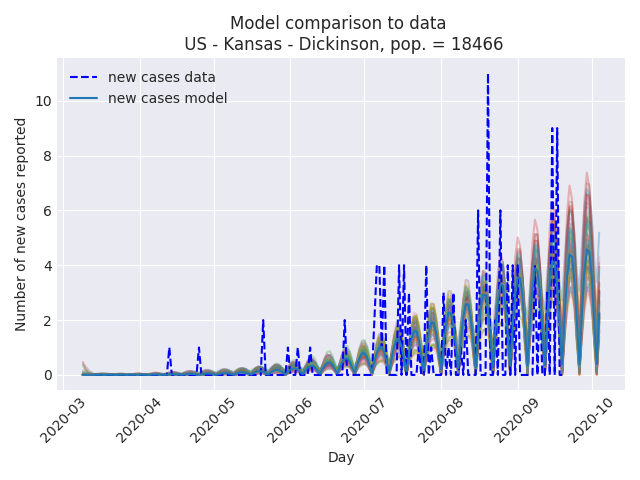 Model comparison to data
US - Kansas - Dickinson, pop. = 18466
new cases data
new cases model
Number of new cases reported
10
8
6
4
2
0
2020-03
2020-04
2020-05
2020-06
2020-07
2020-08
2020-09
2020-10
Day